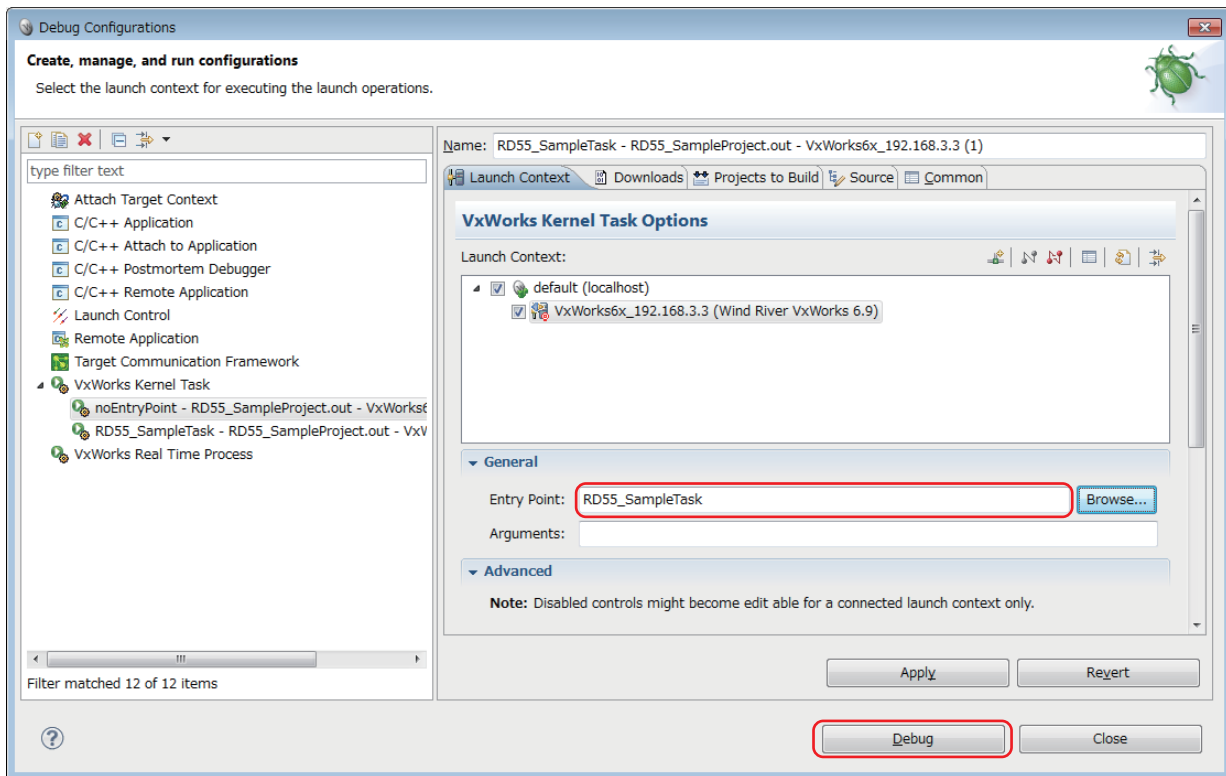 Debug Configurations
Create, manage, and run configurations
Select the launch context for executing the launch operations.
type filter text
Attach Target Context
C/C++ Application
C/C++ Attach to Application
C/C++ Postmortem Debugger
C/C++ Remote Application
Launch Control
Remote Application
Target Communication Framework
VxWorks Kernel Task
noEntryPoint - RD55_SampleProject.out - VxWorks6
RD55_SampleTask - RD55_SampleProject.out - VxW
VxWorks Real Time Process
Filter matched 12 of 12 items
Name: RD55_SampleTask - RD55_SampleProject.out - VxWorks6x_192.168.3.3 (1)
Launch Context Downloads Projects to Build Source Common
VxWorks Kernel Task Options
Launch Context:
default (localhost)
VxWorks6x_192.168.3.3 (Wind River VxWorks 6.9)
General
Entry Point: RD55_SampleTask Browse...
Arguments:
Advanced
Note: Disabled controls might become edit able for a connected launch context only.
Apply Revert
Debug Close